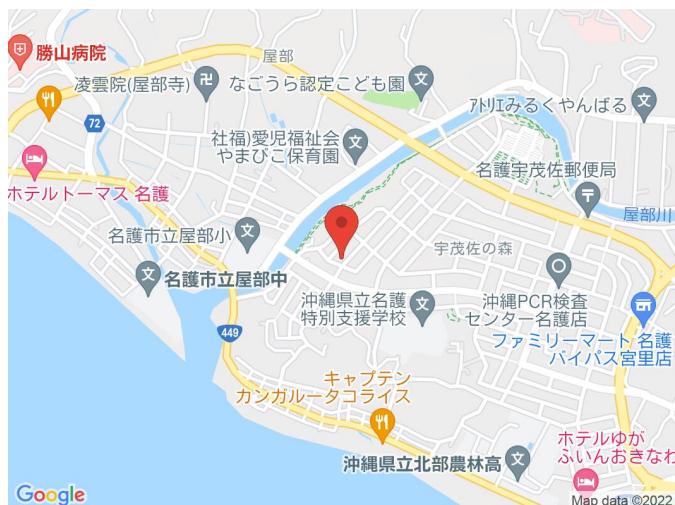 勝山病院
屋部
凌雲院(屋部寺)
なごうら認定こども園
ｱﾄﾘｴみるくやんばる
72
社福)愛児福祉会
やまびこ保育園
名護宇茂佐郵便局
ホテルトーマス 名護
屋部川
名護市立屋部小
宇茂佐の森
名護市立屋部中
沖縄県立名護
特別支援学校
沖縄PCR検査
センター名護店
449
ファミリーマート 名護
バイパス宮里店
キャプテン
カンガルータコライス
ホテルゆが
ふいんおきなわ
沖縄県立北部農林高
Google
Map data ©2022